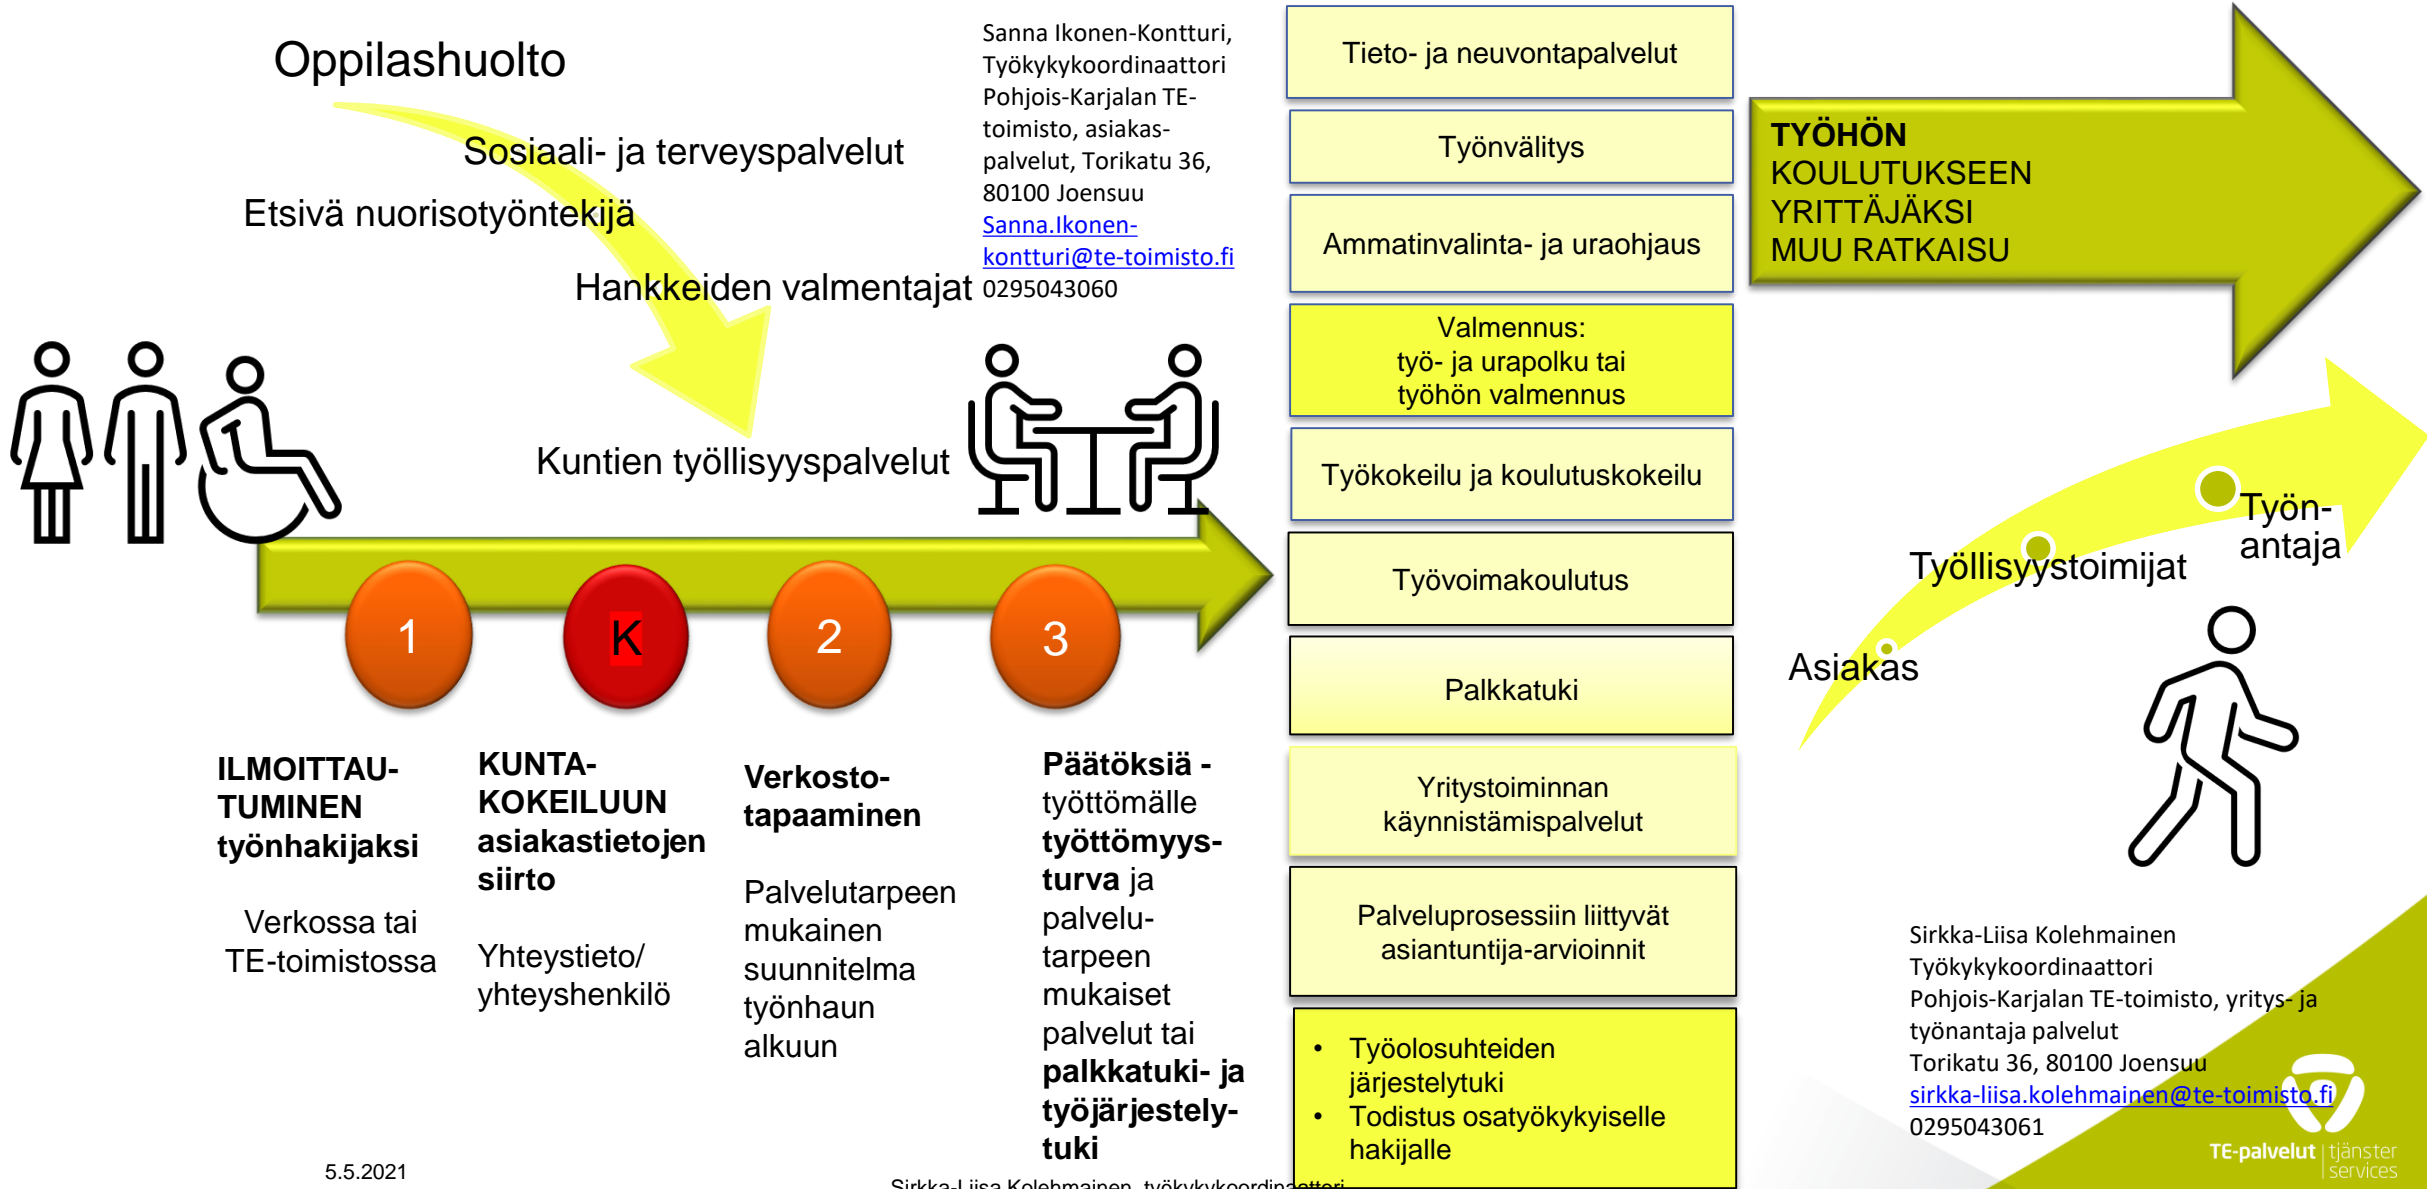 Oppilashuolto
Sosiaali- ja terveyspalvelut
Etsivä nuorisotyöntekijä
Hankkeiden valmentajat
Kuntien työllisyyspalvelut
Sanna Ikonen-Kontturi,
Työkykykoordinaattori
Pohjois-Karjalan TE-
toimisto, asiakas-
palvelut, Torikatu 36,
80100 Joensuu
Sanna.Ikonen-
kontturi@te-toimisto.fi
0295043060
1
K
2
3
ILMOITTAU-
TUMINEN
työnhakijaksi
Verkossa tai
TE-toimistossa
KUNTA-
KOKEILUUN
asiakastietojen
siirto
Yhteystieto/
yhteyshenkilö
Verkosto-
tapaaminen
Palvelutarpeen
mukainen
suunnitelma
työnhaun
alkuun
Päätöksiä -
työttömälle
työttömyys-
turva ja
palvelu-
tarpeen
mukaiset
palvelut tai
palkkatuki- ja
työjärjestely-
tuki
Tieto- ja neuvontapalvelut
Työnvälitys
Ammatinvalinta- ja uraohjaus
Valmennus:
työ- ja urapolku tai
työhön valmennus
Työkokeilu ja koulutuskokeilu
Työvoimakoulutus
Palkkatuki
Yritystoiminnan
käynnistämispalvelut
Palveluprosessiin liittyvät
asiantuntija-arvioinnit
• Työolosuhteiden
järjestelytuki
• Todistus osatyökykyiselle
hakijalle
TYÖHÖN
KOULUTUKSEEN
YRITTÄJÄKSI
MUU RATKAISU
Työn-
antaja
Työllisyystoimijat
Asiakas
Sirkka-Liisa Kolehmainen
Työkykykoordinaattori
Pohjois-Karjalan TE-toimisto, yritys- ja
työnantaja palvelut
Torikatu 36, 80100 Joensuu
sirkka-liisa.kolehmainen@te-toimisto.fi
0295043061
TE-palvelut | tjänster
services
5.5.2021
Sirkka-Liisa Kolehmainen, työkykykoordinaattori